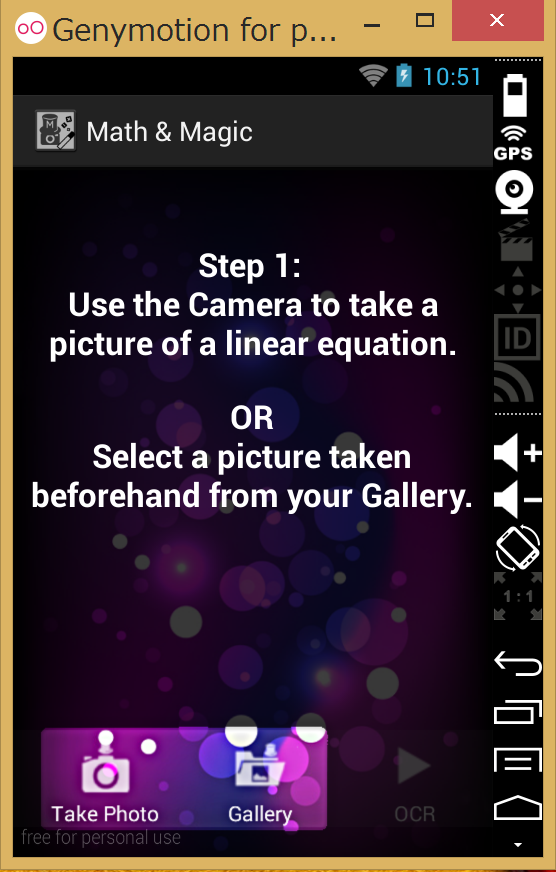 Genymotion for p...
10:51
Math & Magic
GPS
Step 1:
Use the Camera to take a
picture of a linear equation.
ID
OR
Select a picture taken
beforehand from your Gallery.
1:1
Take Photo
Gallery
OCR
free for personal use